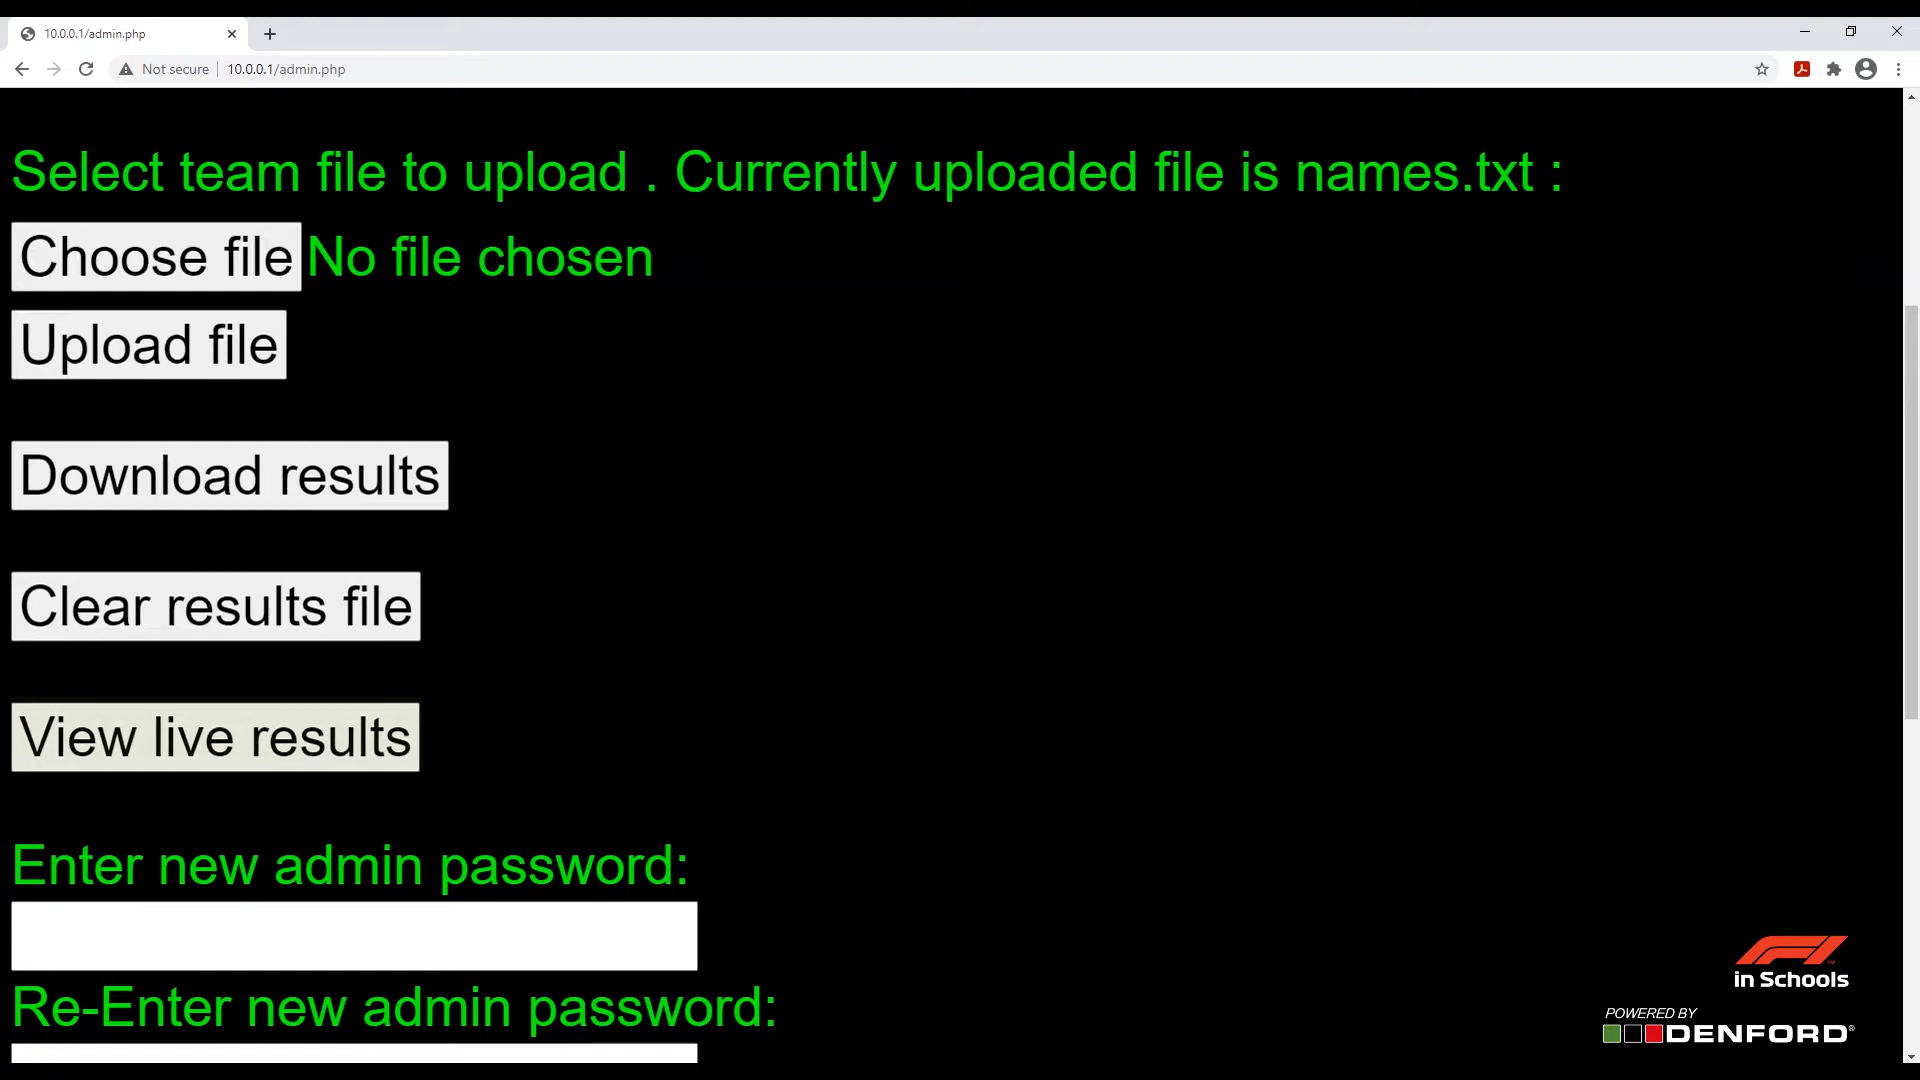 10.0.0.1/admin.php
Not secure 10.0.0.1/admin.php
Select team file to upload . Currently uploaded file is names.txt :
Choose file No file chosen
Upload file
Download results
Clear results file
View live results
Enter new admin password:
Re-Enter new admin password:
in Schools
POWERED BY
DENFORD®